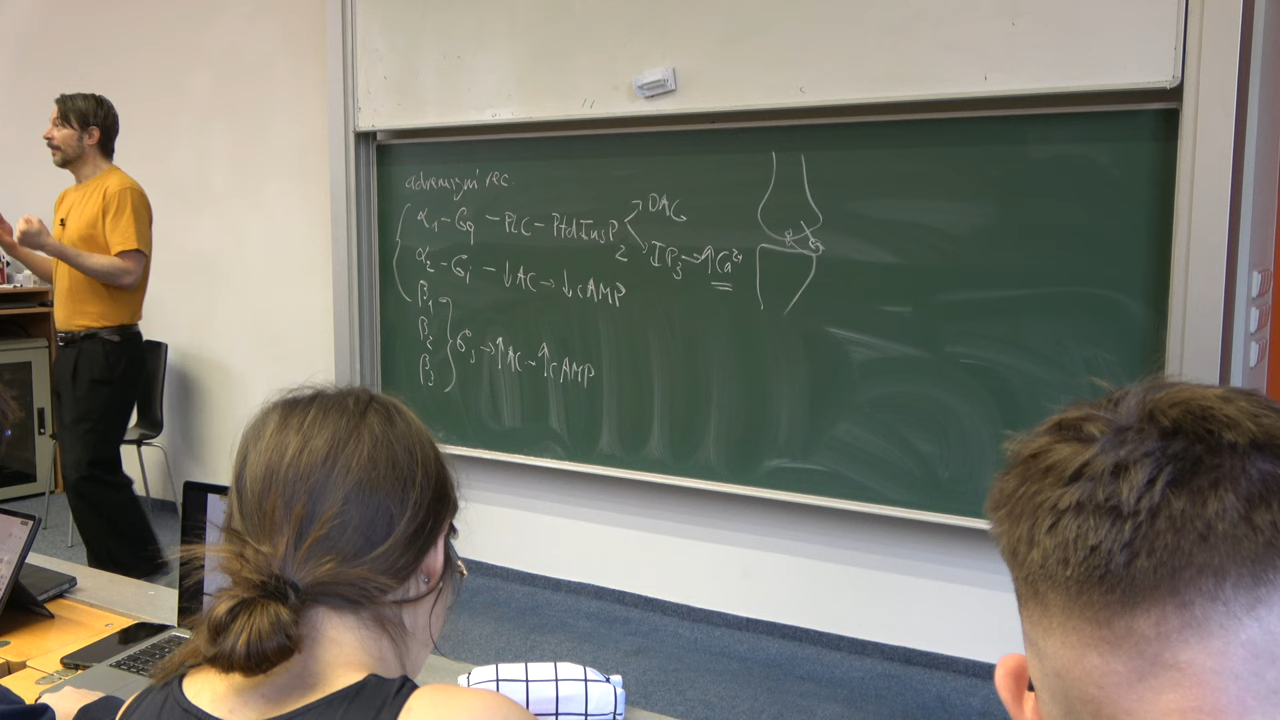 adrenergní rec.
α1 - Gq - PLC - PtdInsP2
DAG
IP3 → ↑Ca2+
α2 - Gi - ↓AC → ↓cAMP
β1
β2
β3
Gs → ↑AC - ↑cAMP